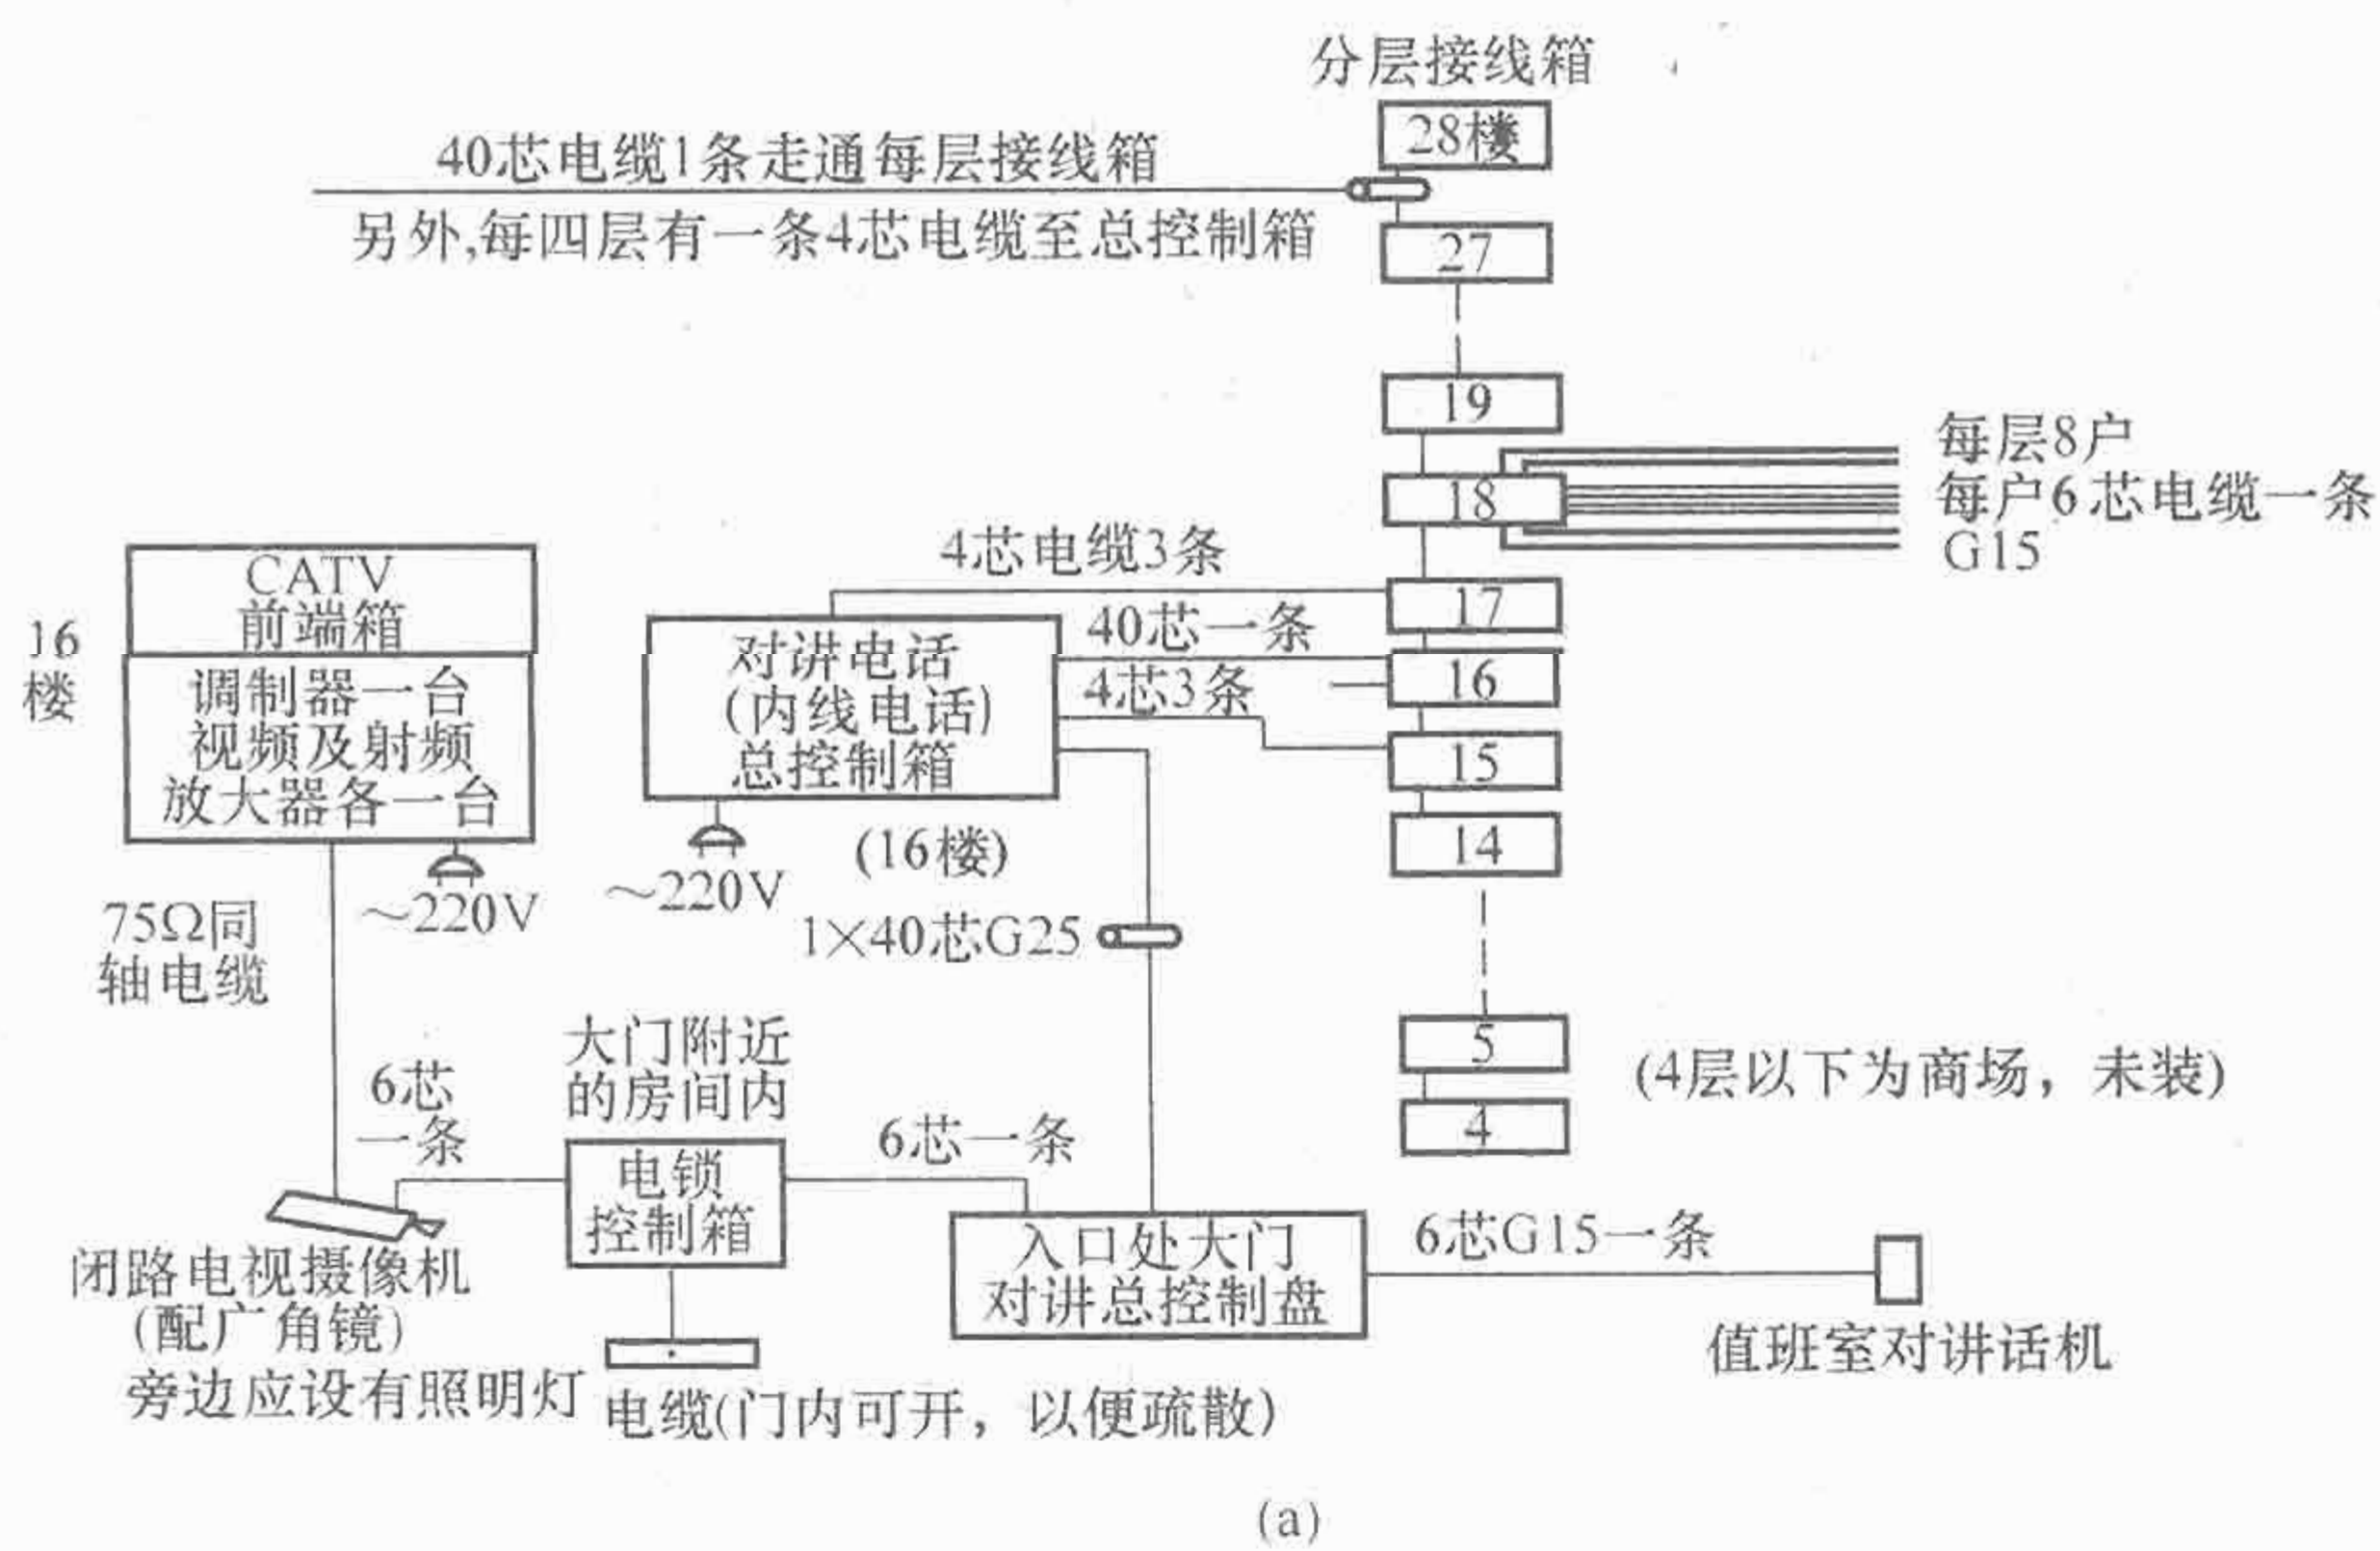 分层接线箱
28楼
40芯电缆1条走通每层接线箱
另外,每四层有一条4芯电缆至总控制箱
27
19
每层8户
18
每户6芯电缆一条
G15
4芯电缆3条
17
40芯一条
16
4芯3条
15
14
16
楼
CATV
前端箱
调制器一台
视频及射频
放大器各一台
~220V
对讲电话
(内线电话)
总控制箱
(16楼)
~220V
75Ω同
轴电缆
1×40芯G25
5
(4层以下为商场，未装)
4
大门附近
的房间内
6芯
一条
电锁
控制箱
6芯一条
入口处大门
对讲总控制盘
6芯G15一条
值班室对讲话机
闭路电视摄像机
(配广角镜)
旁边应设有照明灯
电缆(门内可开，以便疏散)
(a)